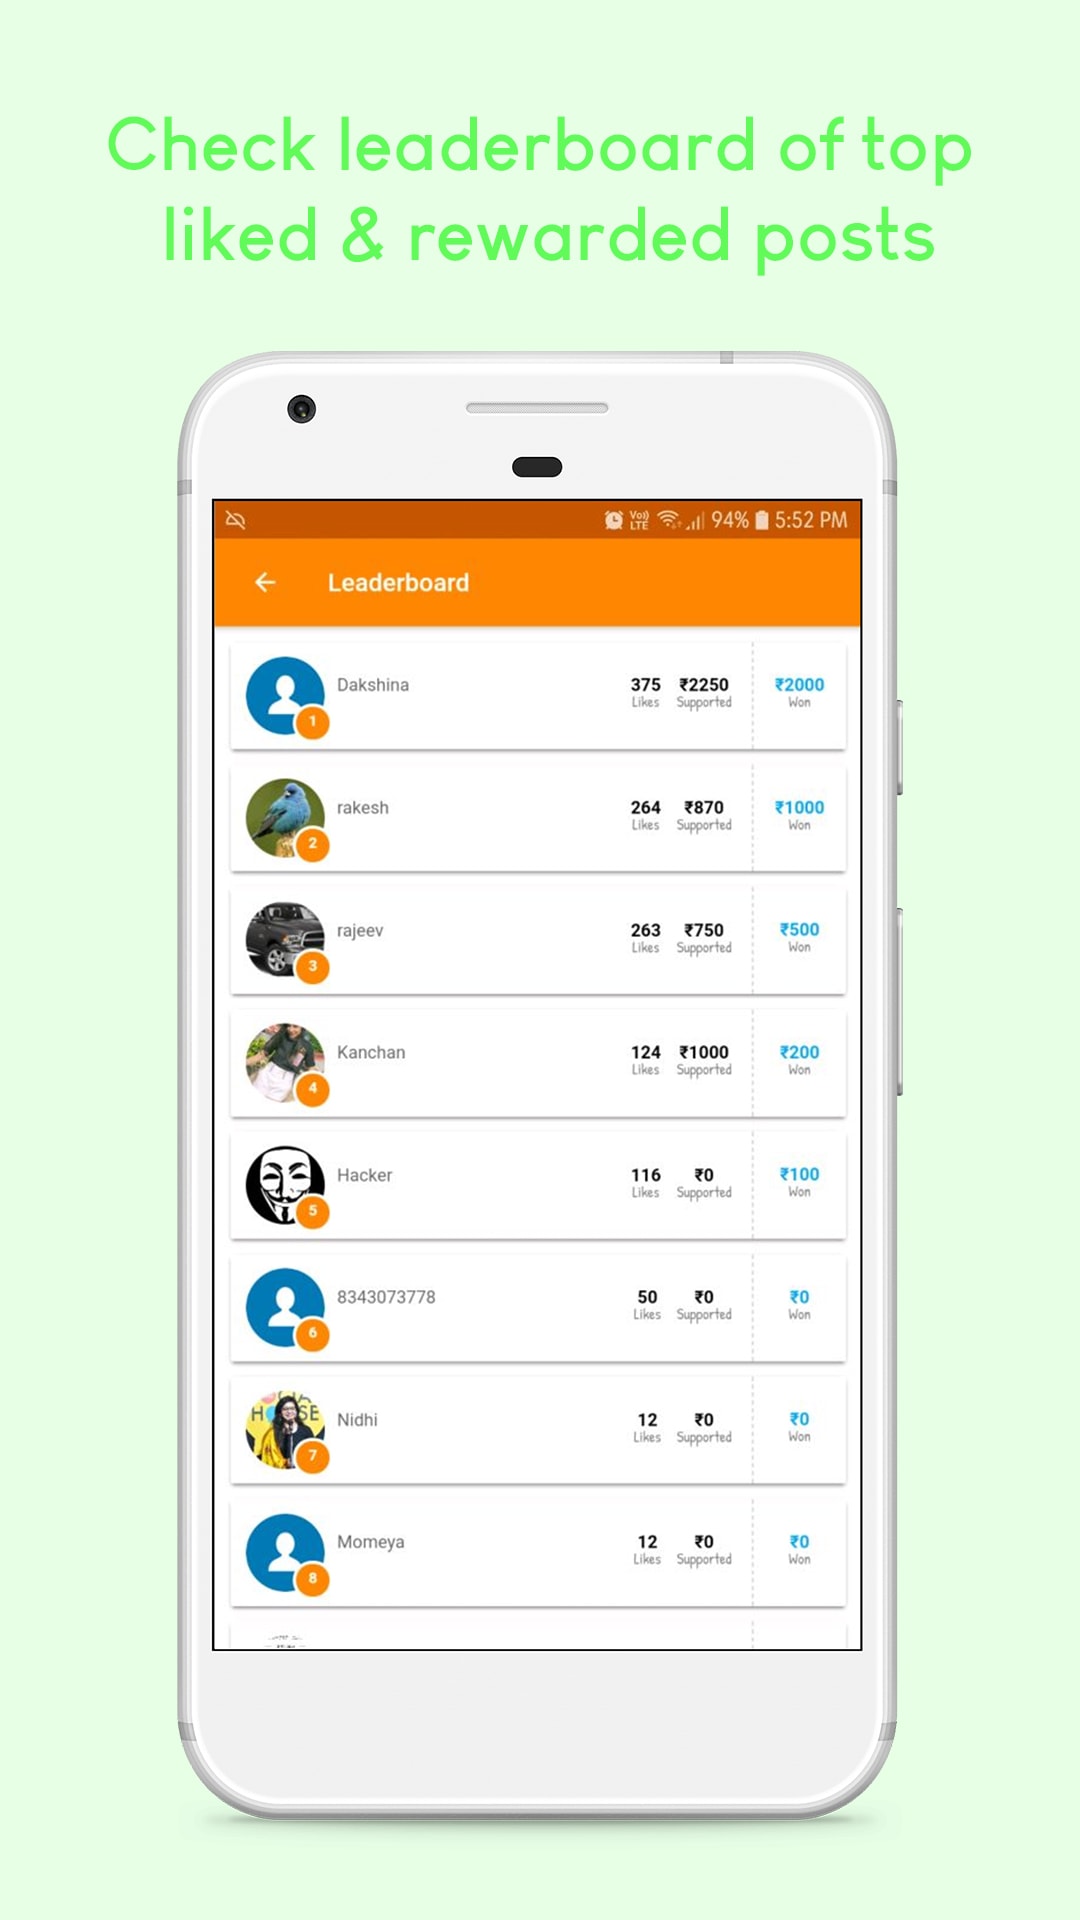 Check leaderboard of top
liked & rewarded posts
94% 5:52 PM
Vo)) LTE
Leaderboard
Dakshina 375 ₹2250 ₹2000
Likes Supported Won
1
rakesh 264 ₹870 ₹1000
Likes Supported Won
2
rajeev 263 ₹750 ₹500
Likes Supported Won
3
Kanchan 124 ₹1000 ₹200
Likes Supported Won
4
Hacker 116 ₹0 ₹100
Likes Supported Won
5
8343073778 50 ₹0 ₹0
Likes Supported Won
6
HOUSE
Nidhi 12 ₹0 ₹0
Likes Supported Won
7
Momeya 12 ₹0 ₹0
Likes Supported Won
8